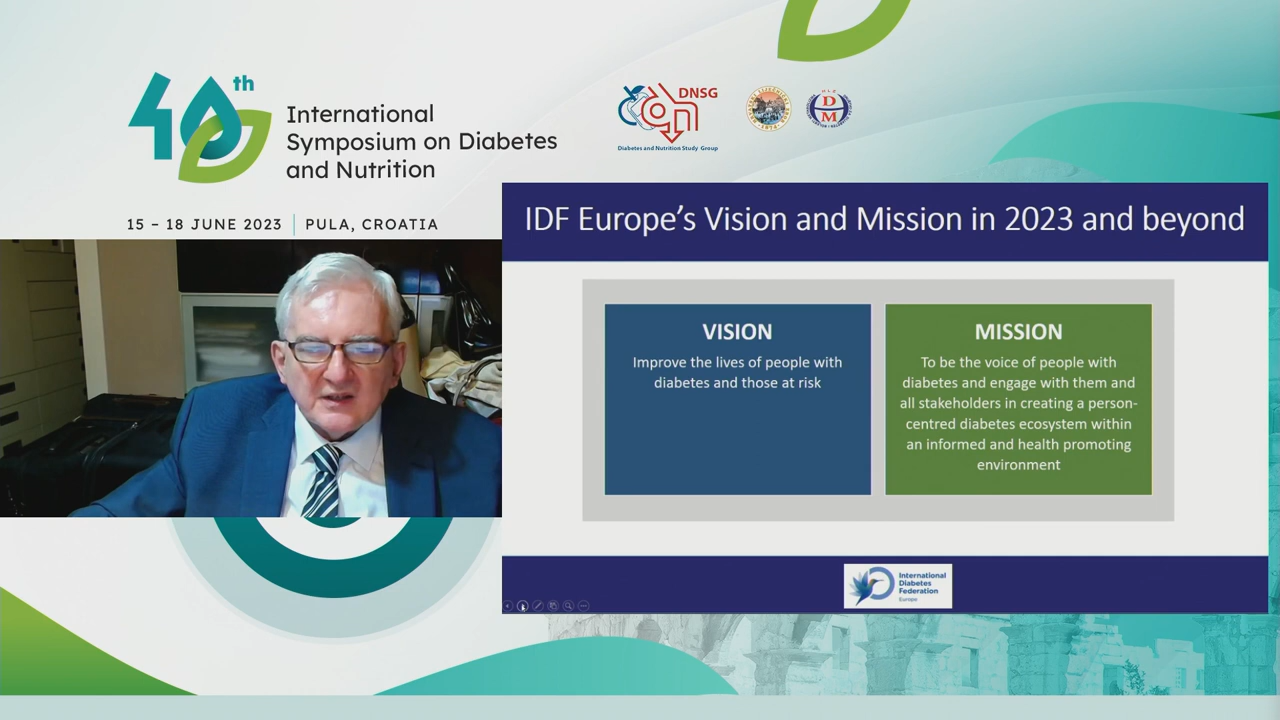 40th
International
Symposium on Diabetes
and Nutrition
15 – 18 JUNE 2023 | PULA, CROATIA
DNSG
Diabetes and Nutrition Study Group
IDF Europe's Vision and Mission in 2023 and beyond
VISION
Improve the lives of people with
diabetes and those at risk
MISSION
To be the voice of people with
diabetes and engage with them and
all stakeholders in creating a person-
centred diabetes ecosystem within
an informed and health promoting
environment
International
Diabetes
Federation
Europe